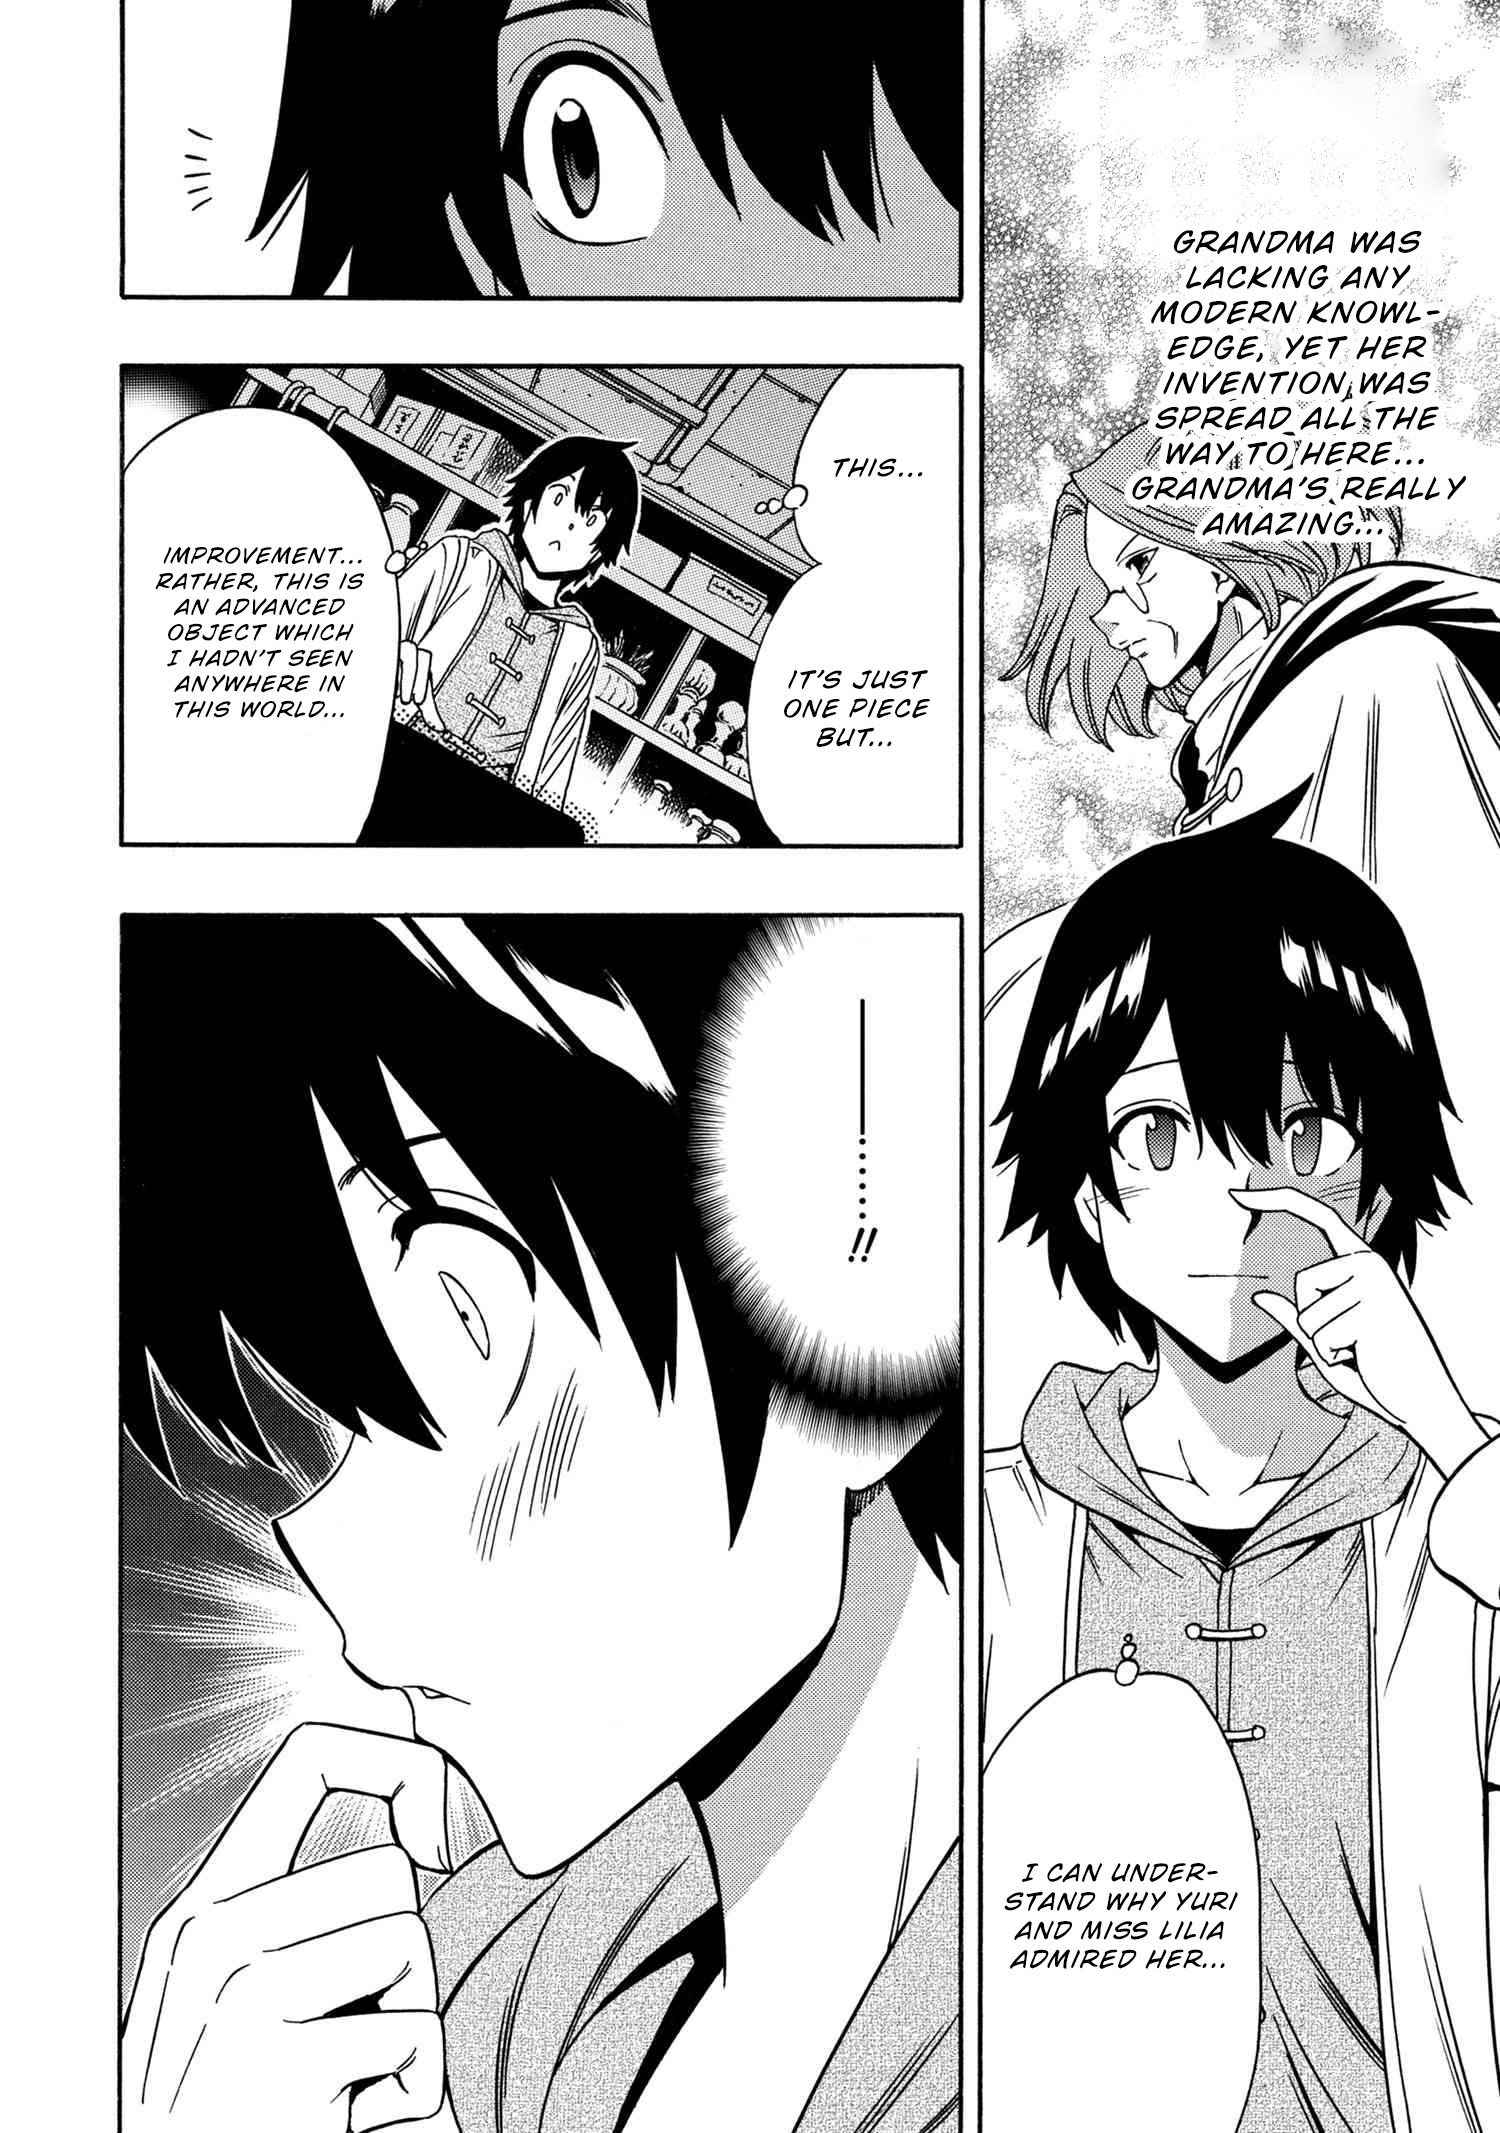 GRANDMA WAS
LACKING ANY
MODERN KNOWL-
EDGE, YET HER
INVENTION WAS
SPREAD ALL THE
WAY TO HERE...
GRANDMA'S REALLY
AMAZING...
I CAN UNDER-
STAND WHY YURI
AND MISS LILIA
ADMIRED HER...
THIS...
IT'S JUST
ONE PIECE
BUT...
IMPROVEMENT...
RATHER, THIS IS
AN ADVANCED
OBJECT WHICH
I HADN'T SEEN
ANYWHERE IN
THIS WORLD...
—......!!